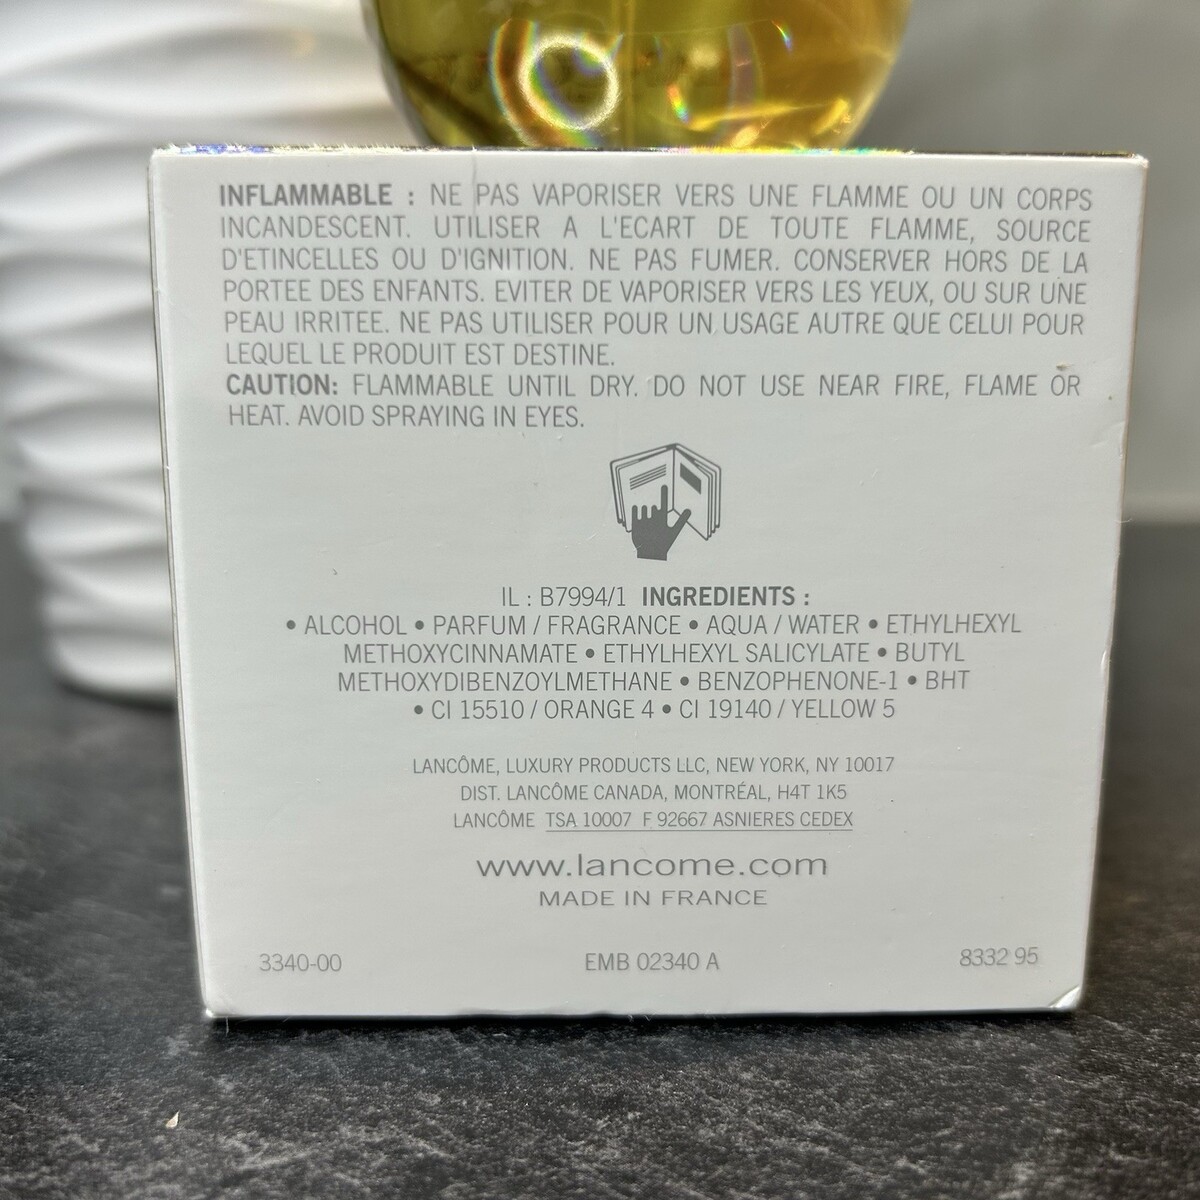 INFLAMMABLE : NE PAS VAPORISER VERS UNE FLAMME OU UN CORPS
INCANDESCENT. UTILISER A L'ECART DE TOUTE FLAMME, SOURCE
D'ETINCELLES OU D'IGNITION. NE PAS FUMER. CONSERVER HORS DE LA
PORTEE DES ENFANTS. EVITER DE VAPORISER VERS LES YEUX, OU SUR UNE
PEAU IRRITEE. NE PAS UTILISER POUR UN USAGE AUTRE QUE CELUI POUR
LEQUEL LE PRODUIT EST DESTINE.
CAUTION: FLAMMABLE UNTIL DRY. DO NOT USE NEAR FIRE, FLAME OR
HEAT. AVOID SPRAYING IN EYES.
IL : B7994/1 INGREDIENTS :
• ALCOHOL • PARFUM / FRAGRANCE • AQUA / WATER • ETHYLHEXYL
METHOXYCINNAMATE • ETHYLHEXYL SALICYLATE • BUTYL
METHOXYDIBENZOYLMETHANE • BENZOPHENONE-1 • BHT
• CI 15510 / ORANGE 4 • CI 19140 / YELLOW 5
LANCÔME, LUXURY PRODUCTS LLC, NEW YORK, NY 10017
DIST. LANCÔME CANADA, MONTRÉAL, H4T 1K5
LANCÔME TSA 10007 F 92667 ASNIERES CEDEX
www.lancome.com
MADE IN FRANCE
3340-00 EMB 02340 A 8332 95